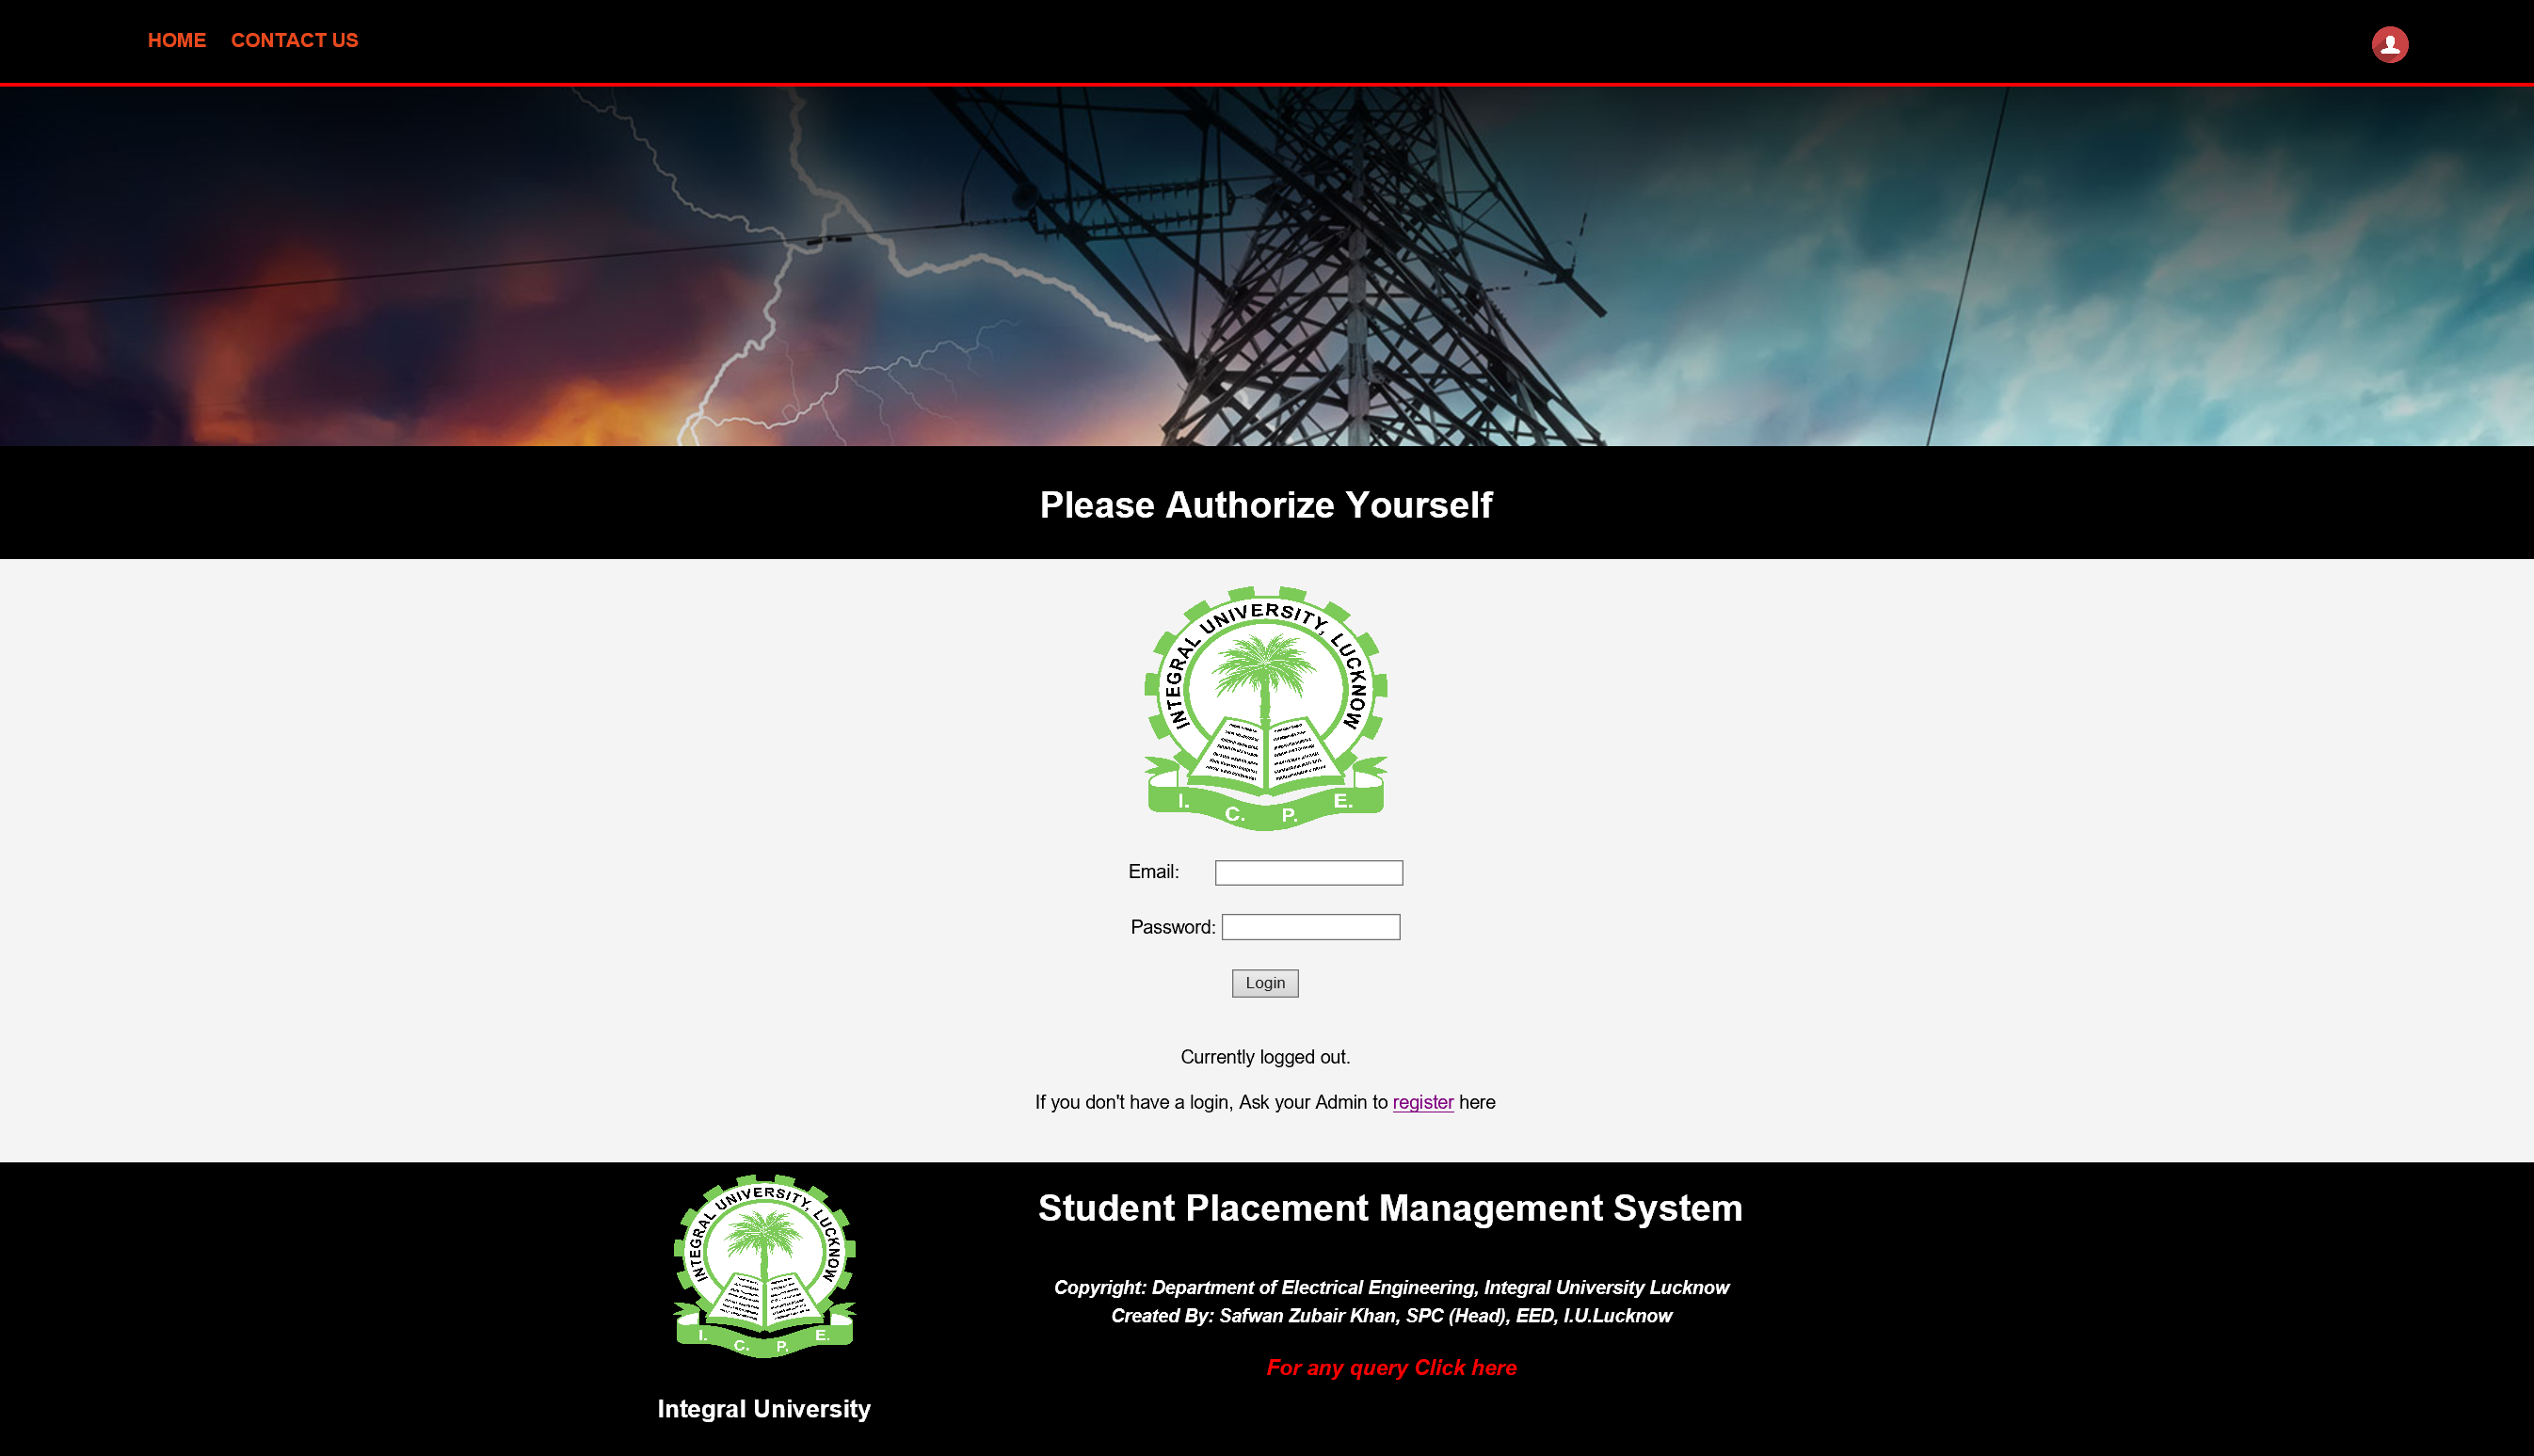 HOME CONTACT US
Please Authorize Yourself
INTEGRAL UNIVERSITY, LUCKNOW
I. C. P. E.
Email:
Password:
Login
Currently logged out.
If you don't have a login, Ask your Admin to register here
INTEGRAL UNIVERSITY, LUCKNOW
I. C. P. E.
Integral University
Student Placement Management System
Copyright: Department of Electrical Engineering, Integral University Lucknow
Created By: Safwan Zubair Khan, SPC (Head), EED, I.U.Lucknow
For any query Click here